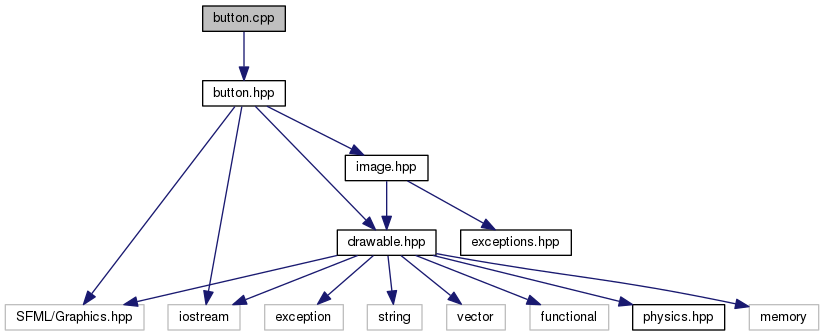 button.cpp
button.hpp
image.hpp
drawable.hpp
exceptions.hpp
SFML/Graphics.hpp
iostream
exception
string
vector
functional
physics.hpp
memory